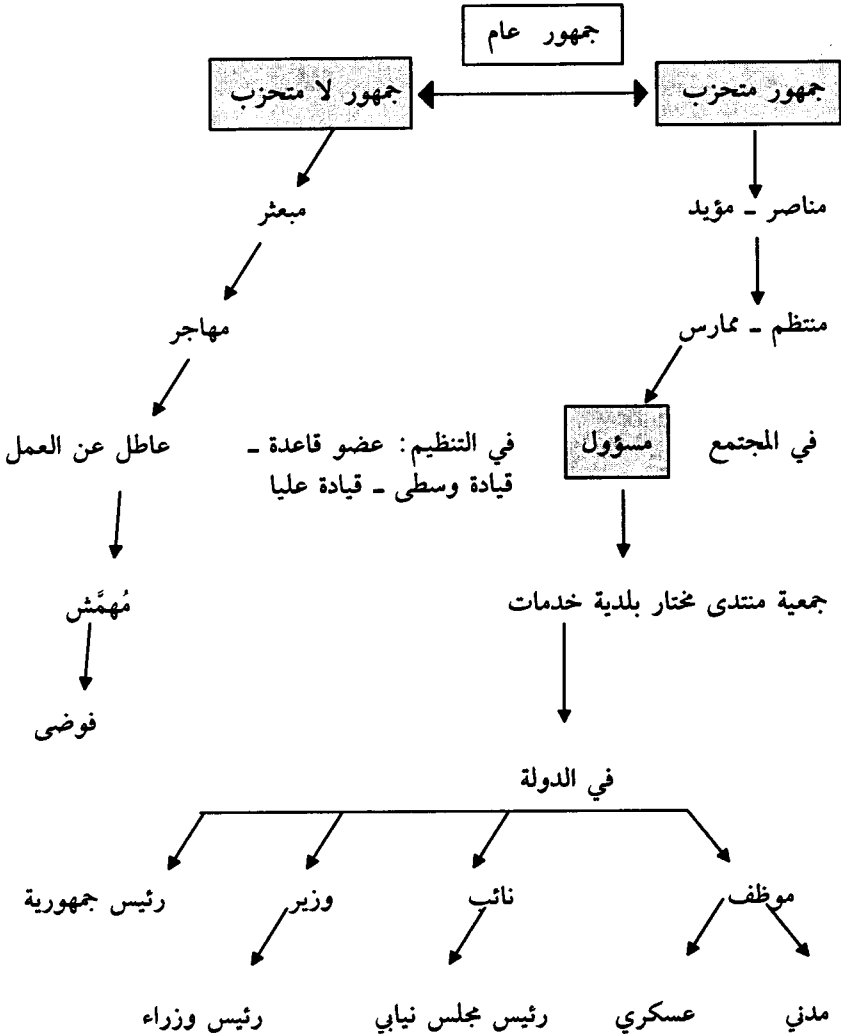 جمهور عام
جمهور متحزب
جمهور لا متحزب
مناصر ـ مؤيد
مبعثر
منتظم ـ ممارس
مهاجر
في المجتمع
مسؤول
في التنظيم: عضو قاعدة ـ
قيادة وسطى ـ قيادة عليا
عاطل عن العمل
جمعية منتدى مختار بلدية خدمات
مُهمَّش
فوضى
في الدولة
موظف
نائب
وزير
رئيس جمهورية
مدني
عسكري
رئيس مجلس نيابي
رئيس وزراء